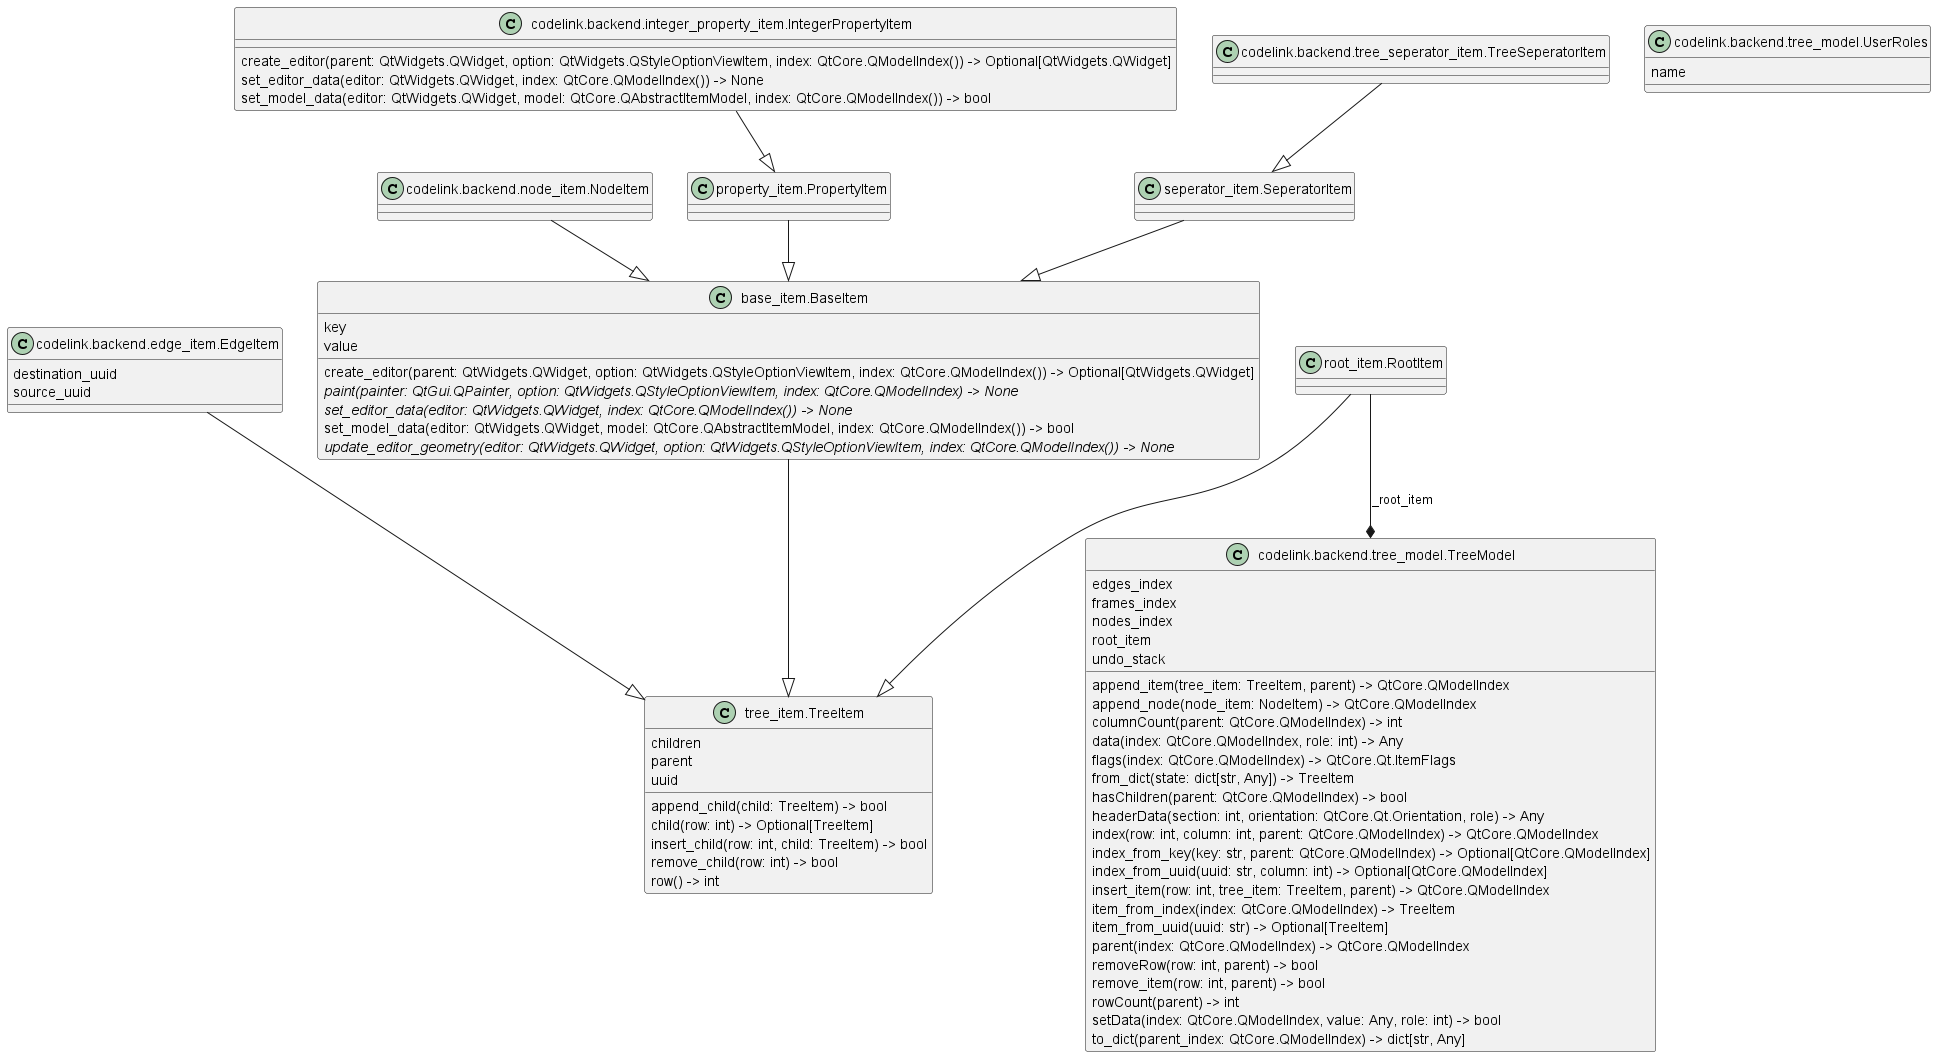 C codelink.backend.integer_property_item.IntegerPropertyItem
create_editor(parent: QtWidgets.QWidget, option: QtWidgets.QStyleOptionViewItem, index: QtCore.QModelIndex()) -> Optional[QtWidgets.QWidget]
set_editor_data(editor: QtWidgets.QWidget, index: QtCore.QModelIndex()) -> None
set_model_data(editor: QtWidgets.QWidget, model: QtCore.QAbstractItemModel, index: QtCore.QModelIndex()) -> bool
C codelink.backend.tree_seperator_item.TreeSeperatorItem
C codelink.backend.tree_model.UserRoles
name
C codelink.backend.node_item.NodeItem
C property_item.PropertyItem
C seperator_item.SeperatorItem
C base_item.BaseItem
key
value
create_editor(parent: QtWidgets.QWidget, option: QtWidgets.QStyleOptionViewItem, index: QtCore.QModelIndex()) -> Optional[QtWidgets.QWidget]
paint(painter: QtGui.QPainter, option: QtWidgets.QStyleOptionViewItem, index: QtCore.QModelIndex) -> None
set_editor_data(editor: QtWidgets.QWidget, index: QtCore.QModelIndex()) -> None
set_model_data(editor: QtWidgets.QWidget, model: QtCore.QAbstractItemModel, index: QtCore.QModelIndex()) -> bool
update_editor_geometry(editor: QtWidgets.QWidget, option: QtWidgets.QStyleOptionViewItem, index: QtCore.QModelIndex()) -> None
C codelink.backend.edge_item.EdgeItem
destination_uuid
source_uuid
C root_item.RootItem
_root_item
C tree_item.TreeItem
children
parent
uuid
append_child(child: TreeItem) -> bool
child(row: int) -> Optional[TreeItem]
insert_child(row: int, child: TreeItem) -> bool
remove_child(row: int) -> bool
row() -> int
C codelink.backend.tree_model.TreeModel
edges_index
frames_index
nodes_index
root_item
undo_stack
append_item(tree_item: TreeItem, parent) -> QtCore.QModelIndex
append_node(node_item: NodeItem) -> QtCore.QModelIndex
columnCount(parent: QtCore.QModelIndex) -> int
data(index: QtCore.QModelIndex, role: int) -> Any
flags(index: QtCore.QModelIndex) -> QtCore.Qt.ItemFlags
from_dict(state: dict[str, Any]) -> TreeItem
hasChildren(parent: QtCore.QModelIndex) -> bool
headerData(section: int, orientation: QtCore.Qt.Orientation, role) -> Any
index(row: int, column: int, parent: QtCore.QModelIndex) -> QtCore.QModelIndex
index_from_key(key: str, parent: QtCore.QModelIndex) -> Optional[QtCore.QModelIndex]
index_from_uuid(uuid: str, column: int) -> Optional[QtCore.QModelIndex]
insert_item(row: int, tree_item: TreeItem, parent) -> QtCore.QModelIndex
item_from_index(index: QtCore.QModelIndex) -> TreeItem
item_from_uuid(uuid: str) -> Optional[TreeItem]
parent(index: QtCore.QModelIndex) -> QtCore.QModelIndex
removeRow(row: int, parent) -> bool
remove_item(row: int, parent) -> bool
rowCount(parent) -> int
setData(index: QtCore.QModelIndex, value: Any, role: int) -> bool
to_dict(parent_index: QtCore.QModelIndex) -> dict[str, Any]